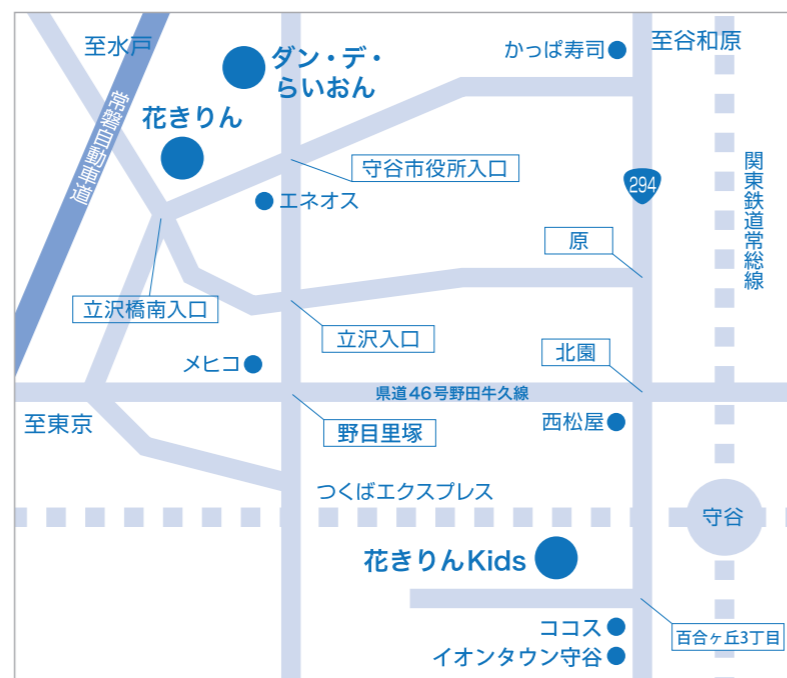 至水戸
ダン・デ・
らいおん
かっぱ寿司
至谷和原
常磐自動車道
花きりん
守谷市役所入口
関東鉄道常総線
294
エネオス
原
立沢橋南入口
立沢入口
北園
メヒコ
県道46号野田牛久線
至東京
野目里塚
西松屋
つくばエクスプレス
守谷
花きりんKids
ココス
百合ヶ丘3丁目
イオンタウン守谷